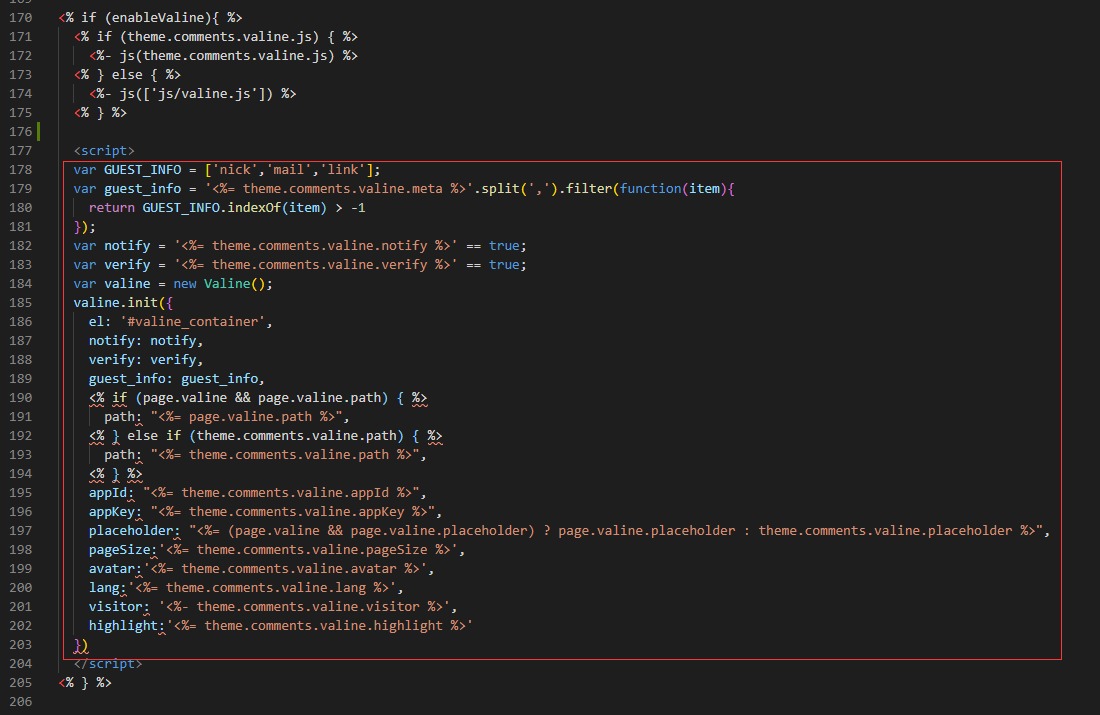 170 <% if (enableValine){ %>
171 <% if (theme.comments.valine.js) { %>
172 <%- js(theme.comments.valine.js) %>
173 <% } else { %>
174 <%- js(['js/valine.js']) %>
175 <% } %>
176
177 <script>
178 var GUEST_INFO = ['nick','mail','link'];
179 var guest_info = '<%= theme.comments.valine.meta %>'.split(',').filter(function(item){
180 return GUEST_INFO.indexOf(item) > -1
181 });
182 var notify = '<%= theme.comments.valine.notify %>' == true;
183 var verify = '<%= theme.comments.valine.verify %>' == true;
184 var valine = new Valine();
185 valine.init({
186 el: '#valine_container',
187 notify: notify,
188 verify: verify,
189 guest_info: guest_info,
190 <% if (page.valine && page.valine.path) { %>
191 path: "<%= page.valine.path %>",
192 <% } else if (theme.comments.valine.path) { %>
193 path: "<%= theme.comments.valine.path %>",
194 <% } %>
195 appId: "<%= theme.comments.valine.appId %>",
196 appKey: "<%= theme.comments.valine.appKey %>",
197 placeholder: "<%= (page.valine && page.valine.placeholder) ? page.valine.placeholder : theme.comments.valine.placeholder %>",
198 pageSize:'<%= theme.comments.valine.pageSize %>',
199 avatar:'<%= theme.comments.valine.avatar %>',
200 lang:'<%= theme.comments.valine.lang %>',
201 visitor: '<%- theme.comments.valine.visitor %>',
202 highlight:'<%= theme.comments.valine.highlight %>'
203 })
204 </script>
205 <% } %>
206